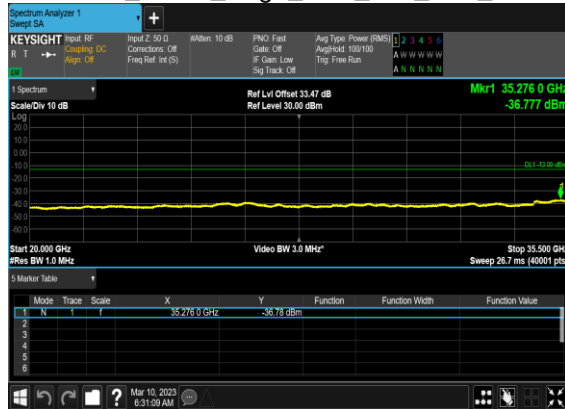 Spectrum Analyzer 1
Swept SA
+
KEYSIGHT Input: RF Input Z: 50 Ω #Atten: 10 dB PNO: Fast Avg Type: Power (RMS) 1 2 3 4 5 6
R T Coupling: DC Corrections: Off Gate: Off Avg|Hold: 100/100 A W W W W W
Align: Off Freq Ref: Int (S) IF Gain: Low Trig: Free Run A N N N N N
LW Sig Track: Off
1 Spectrum Ref Lvl Offset 33.47 dB Mkr1 35.276 0 GHz
Scale/Div 10 dB Ref Level 30.00 dBm -36.777 dBm
Log
20.0
10.0
0.00
-10.0 DL1 -13.00 dBm
-20.0
-30.0 1
-40.0
-50.0
-60.0
Start 20.000 GHz Video BW 3.0 MHz* Stop 35.500 GHz
#Res BW 1.0 MHz Sweep 26.7 ms (40001 pts)
5 Marker Table
Mode Trace Scale X Y Function Function Width Function Value
1 N 1 f 35.276 0 GHz -36.78 dBm
2
3
4
5
6
? Mar 10, 2023
6:31:09 AM